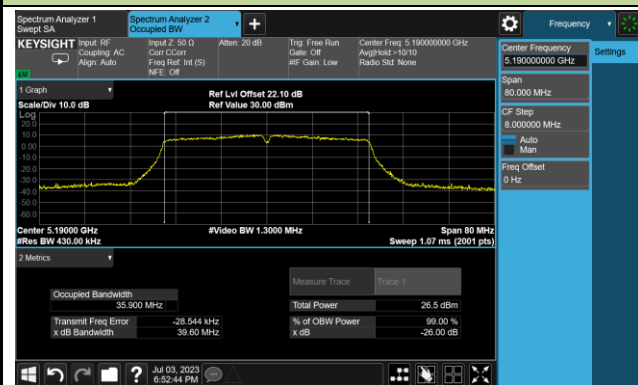 Spectrum Analyzer 1
Swept SA
Spectrum Analyzer 2
Occupied BW
Frequency
KEYSIGHT
Input: RF
Coupling: AC
Align: Auto
Input Z: 50 Ω
Corr CCorr
Freq Ref: Int (S)
NFE: Off
Atten: 20 dB
Trig: Free Run
Gate: Off
#IF Gain: Low
Center Freq: 5.190000000 GHz
Avg|Hold:>10/10
Radio Std: None
Center Frequency
5.190000000 GHz
Settings
Span
80.000 MHz
CF Step
8.000000 MHz
Auto
Man
Freq Offset
0 Hz
1 Graph
Scale/Div 10.0 dB
Ref Lvl Offset 22.10 dB
Ref Value 30.00 dBm
Log
20.0
10.0
0.00
-10.0
-20.0
-30.0
-40.0
-50.0
-60.0
Center 5.19000 GHz
#Video BW 1.3000 MHz
Span 80 MHz
#Res BW 430.00 kHz
Sweep 1.07 ms (2001 pts)
2 Metrics
Measure Trace
Trace 1
Occupied Bandwidth
35.900 MHz
Total Power
26.5 dBm
Transmit Freq Error
-28.544 kHz
% of OBW Power
99.00 %
x dB Bandwidth
39.60 MHz
x dB
-26.00 dB
Jul 03, 2023
6:52:44 PM